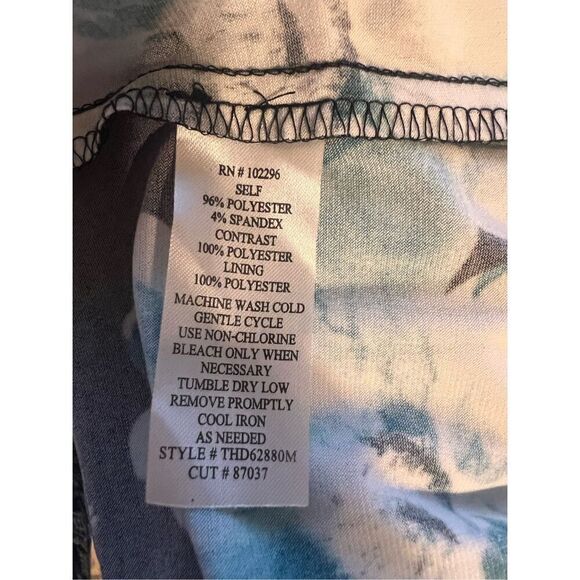 RN # 102296
SELF
96% POLYESTER
4% SPANDEX
CONTRAST
100% POLYESTER
LINING
100% POLYESTER
MACHINE WASH COLD
GENTLE CYCLE
USE NON-CHLORINE
BLEACH ONLY WHEN
NECESSARY
TUMBLE DRY LOW
REMOVE PROMPTLY
COOL IRON
AS NEEDED
STYLE # THD62880M
CUT # 87037